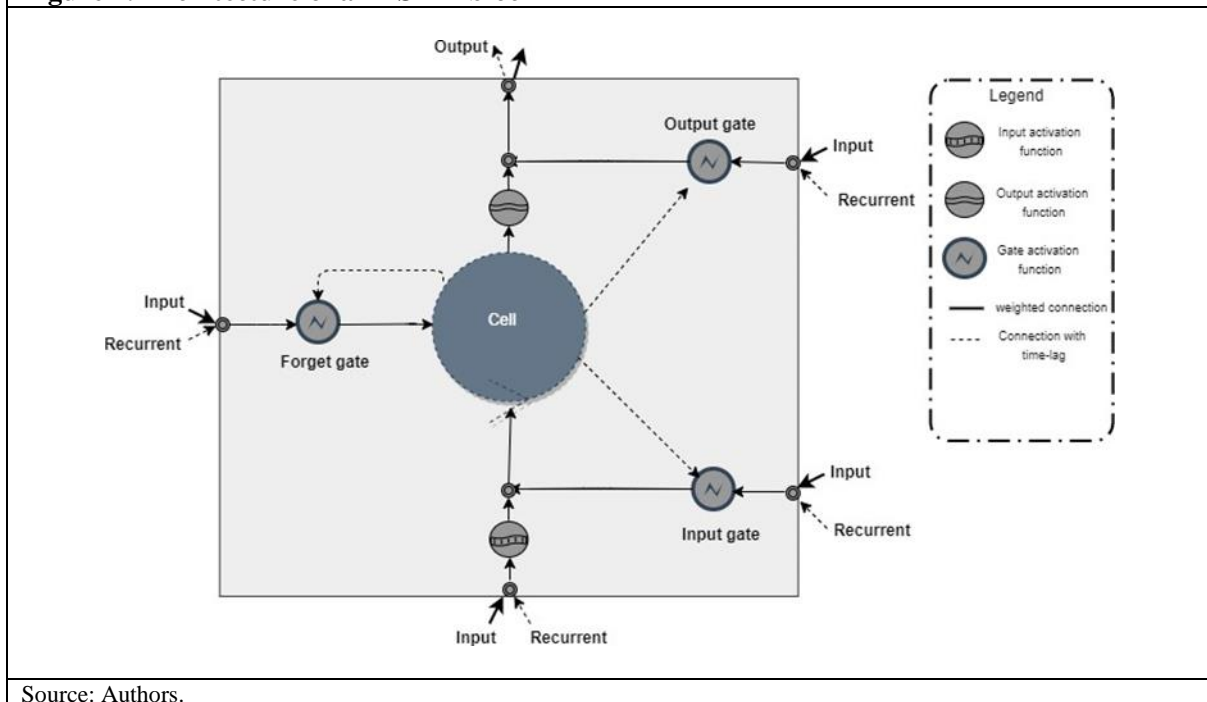 Output
Output gate
Input
Recurrent
Input
Recurrent
Forget gate
Cell
Input
Recurrent
Input gate
Input
Recurrent
Legend
Input activation
function
Output activation
function
Gate activation
function
weighted connection
Connection with
time-lag
Source: Authors.